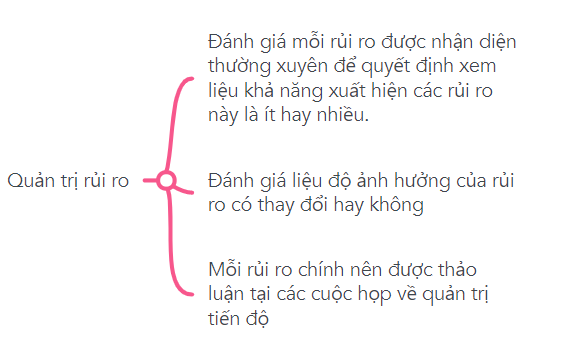 Quản trị rủi ro
Đánh giá mỗi rủi ro được nhận diện
thường xuyên để quyết định xem
liệu khả năng xuất hiện các rủi ro
này là ít hay nhiều.
Đánh giá liệu độ ảnh hưởng của rủi
ro có thay đổi hay không
Mỗi rủi ro chính nên được thảo
luận tại các cuộc họp về quản trị
tiến độ